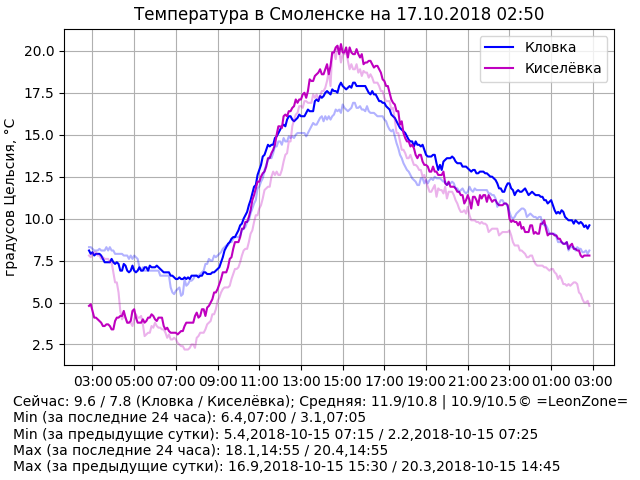 Температура в Смоленске на 17.10.2018 02:50
градусов Цельсия, °C
20.0
17.5
15.0
12.5
10.0
7.5
5.0
2.5
Кловка
Киселёвка
03:00 05:00 07:00 09:00 11:00 13:00 15:00 17:00 19:00 21:00 23:00 01:00 03:00
Сейчас: 9.6 / 7.8 (Кловка / Киселёвка); Средняя: 11.9/10.8 | 10.9/10.5© =LeonZone=
Min (за последние 24 часа): 6.4,07:00 / 3.1,07:05
Min (за предыдущие сутки): 5.4,2018-10-15 07:15 / 2.2,2018-10-15 07:25
Max (за последние 24 часа): 18.1,14:55 / 20.4,14:55
Max (за предыдущие сутки): 16.9,2018-10-15 15:30 / 20.3,2018-10-15 14:45